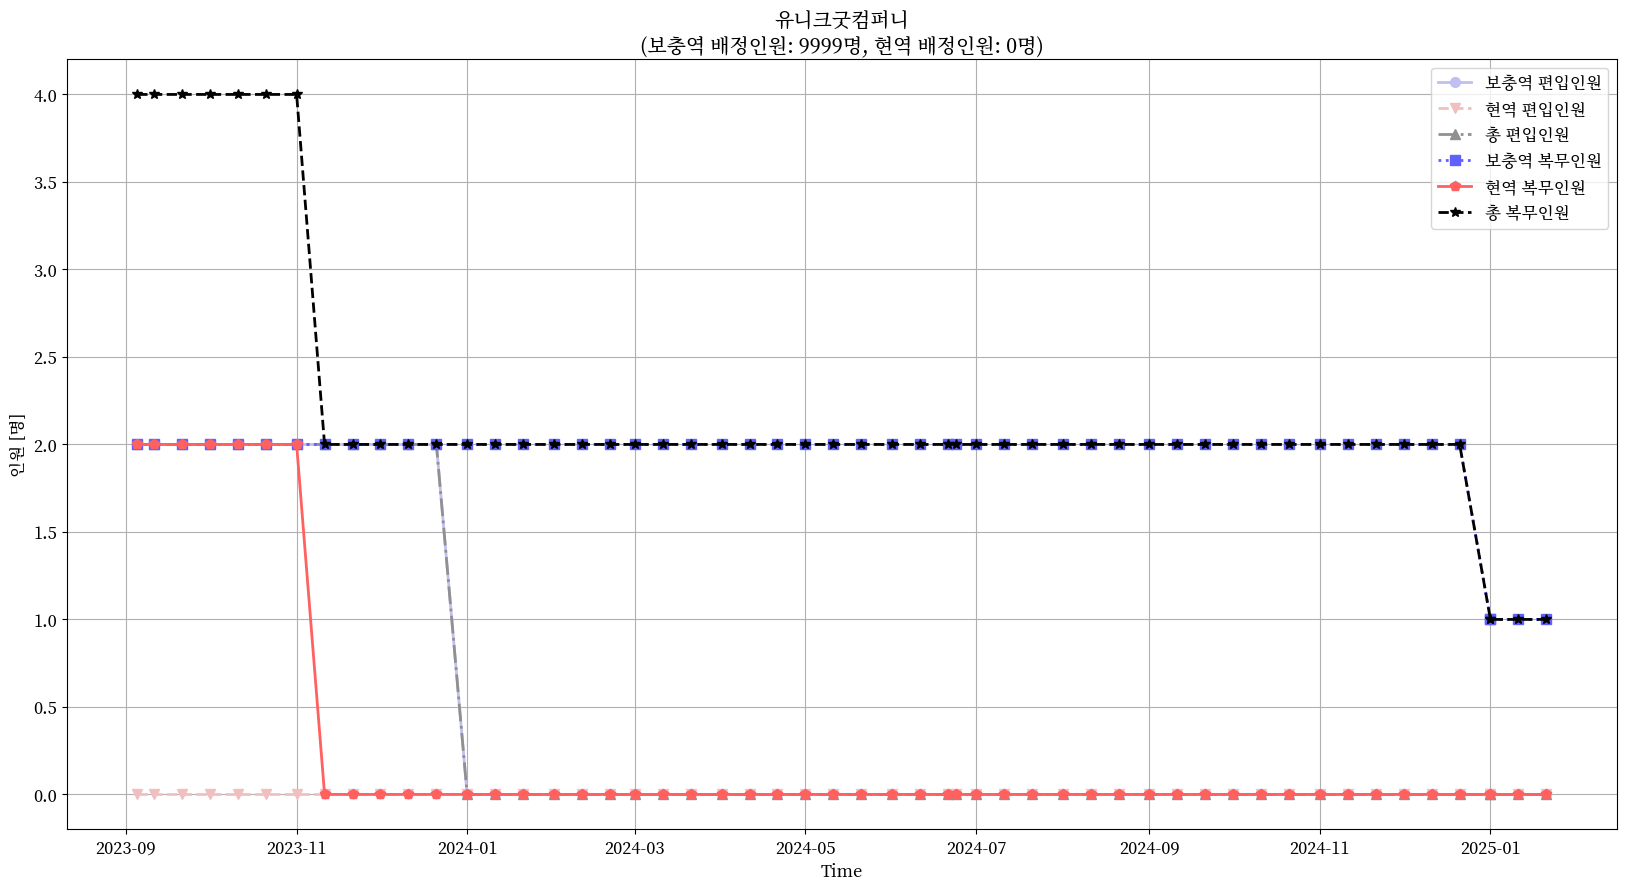 유니크굿컴퍼니
(보충역 배정인원: 9999명, 현역 배정인원: 0명)
보충역 편입인원
현역 편입인원
총 편입인원
보충역 복무인원
현역 복무인원
총 복무인원
인원 [명]
4.0
3.5
3.0
2.5
2.0
1.5
1.0
0.5
0.0
2023-09 2023-11 2024-01 2024-03 2024-05 2024-07 2024-09 2024-11 2025-01
Time